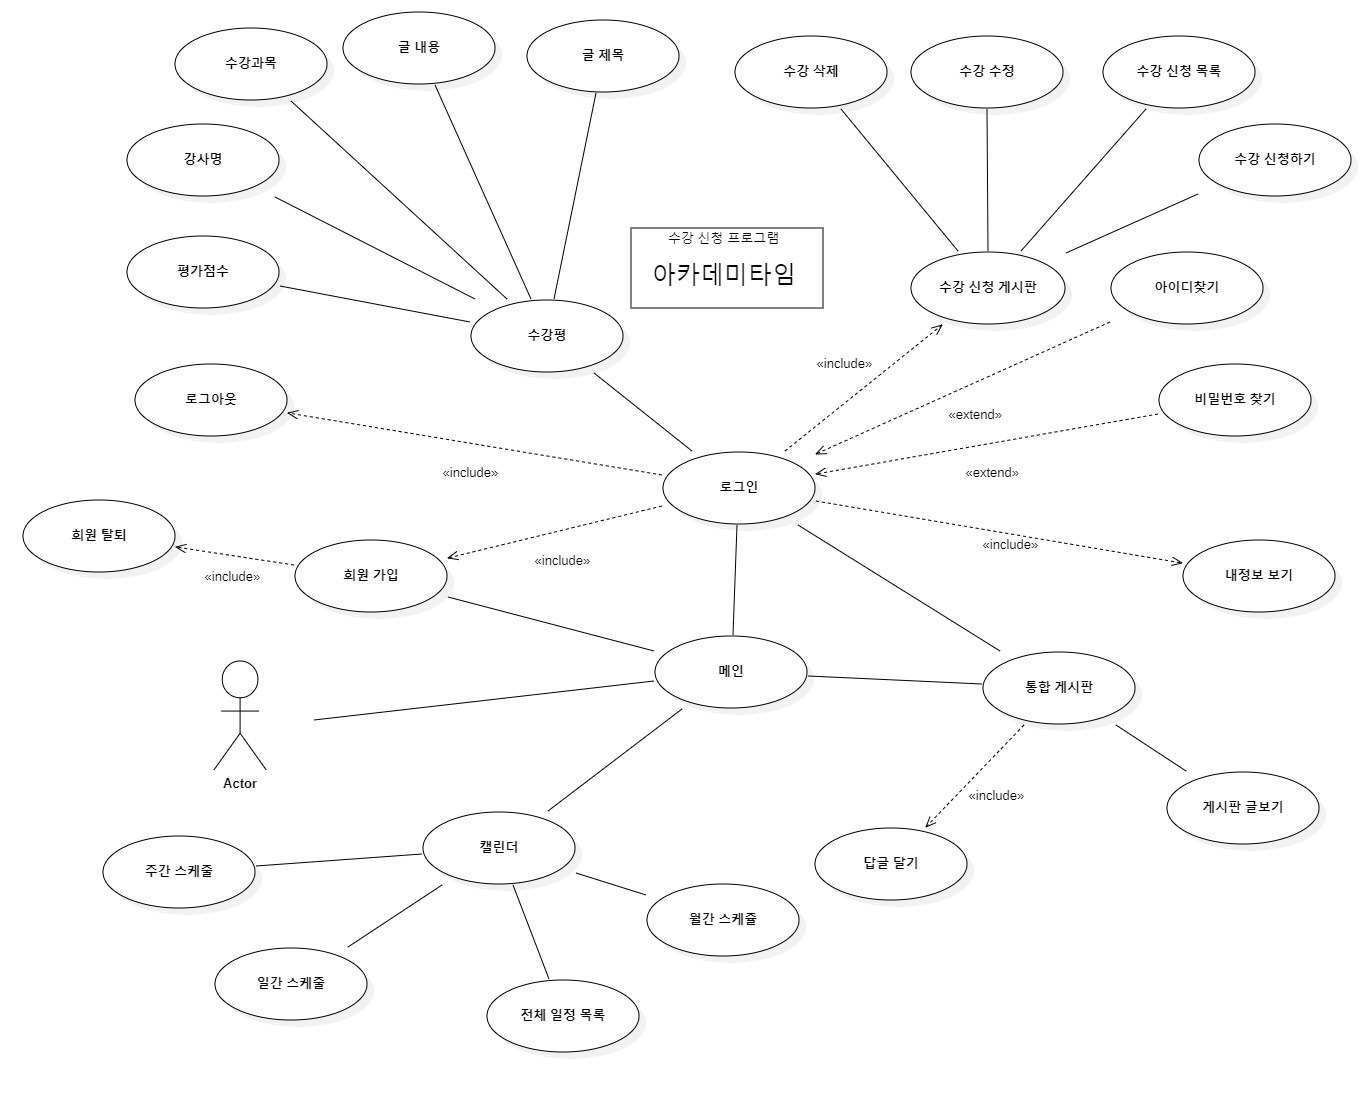 수강과목
글 내용
글 제목
수강 삭제
수강 수정
수강 신청 목록
강사명
수강 신청하기
수강 신청 프로그램
아카데미타임
평가점수
수강 신청 게시판
아이디찾기
수강평
«include»
로그아웃
비밀번호 찾기
«extend»
«include»
«extend»
로그인
회원 탈퇴
«include»
«include»
«include»
회원 가입
내정보 보기
메인
통합 게시판
Actor
«include»
게시판 글보기
캘린더
답글 달기
주간 스케줄
월간 스케쥴
일간 스케줄
전체 일정 목록